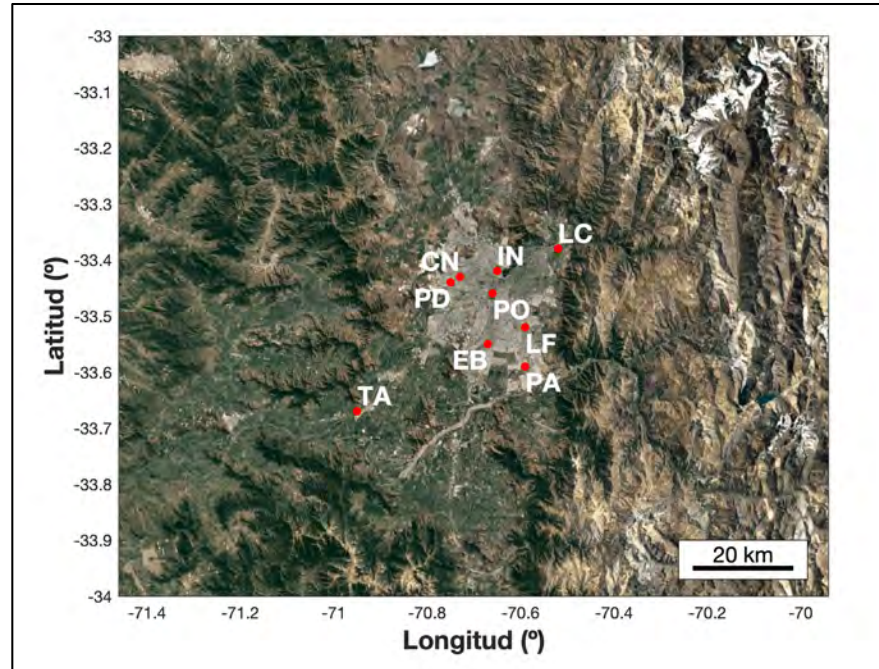 -33
-33.1
-33.2
-33.3
-33.4
-33.5
-33.6
-33.7
-33.8
-33.9
-34
Latitud (º)
LC
IN
CN
PD
PO
LF
EB
PA
TA
20 km
-71.4
-71.2
-71
-70.8
-70.6
-70.4
-70.2
-70
Longitud (º)